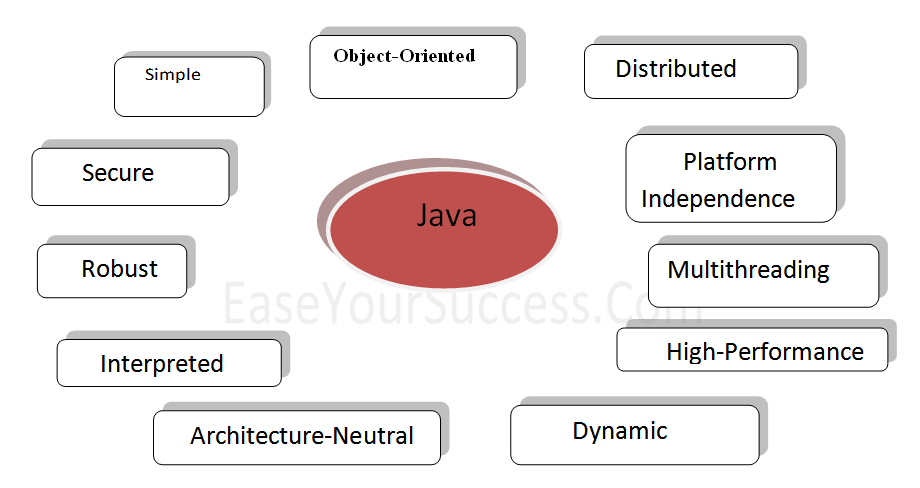 Object-Oriented
Simple
Distributed
Secure
Platform
Independence
Java
Robust
Multithreading
EaseYourSuccess.Com
Interpreted
High-Performance
Architecture-Neutral
Dynamic